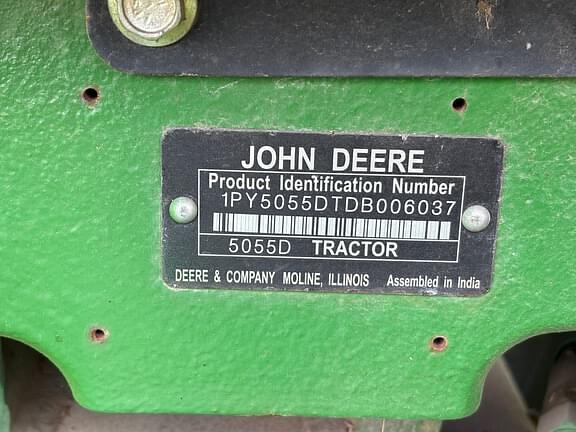 JOHN DEERE
Product Identification Number
1PY5055DTDB006037
5055D TRACTOR
DEERE & COMPANY MOLINE, ILLINOIS Assembled in India